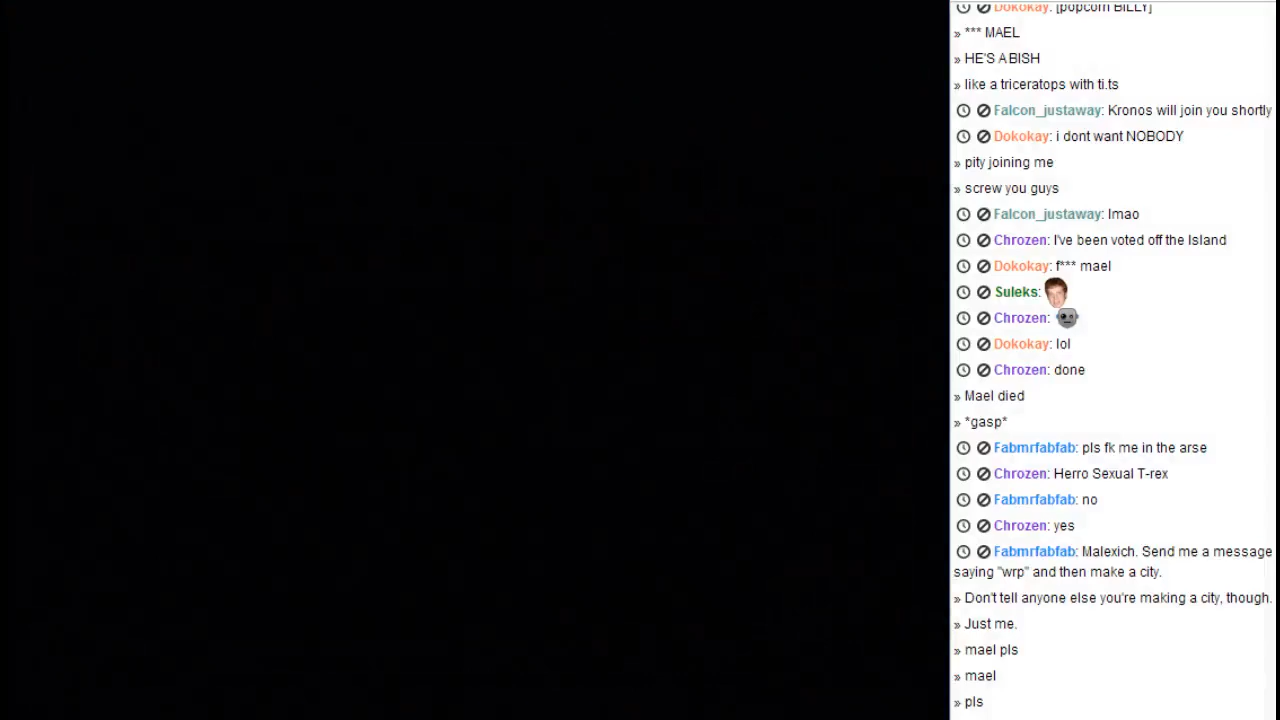 Dokokay: [popcorn BILLY]
» *** MAEL
» HE'S A BISH
» like a triceratops with ti.ts
Falcon_justaway: Kronos will join you shortly
Dokokay: i dont want NOBODY
» pity joining me
» screw you guys
Falcon_justaway: lmao
Chrozen: I've been voted off the Island
Dokokay: f*** mael
Suleks:
Chrozen:
Dokokay: lol
Chrozen: done
» Mael died
» *gasp*
Fabmrfabfab: pls fk me in the arse
Chrozen: Herro Sexual T-rex
Fabmrfabfab: no
Chrozen: yes
Fabmrfabfab: Malexich. Send me a message
saying "wrp" and then make a city.
» Don't tell anyone else you're making a city, though.
» Just me.
» mael pls
» mael
» pls